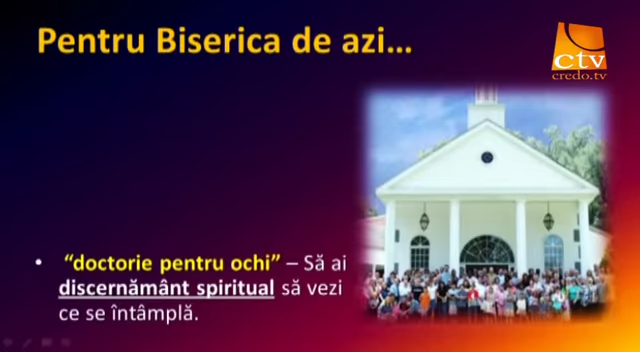 Pentru Biserica de azi...
ctv
credo.tv
• “doctorie pentru ochi” – Să ai
discernământ spiritual să vezi
ce se întâmplă.